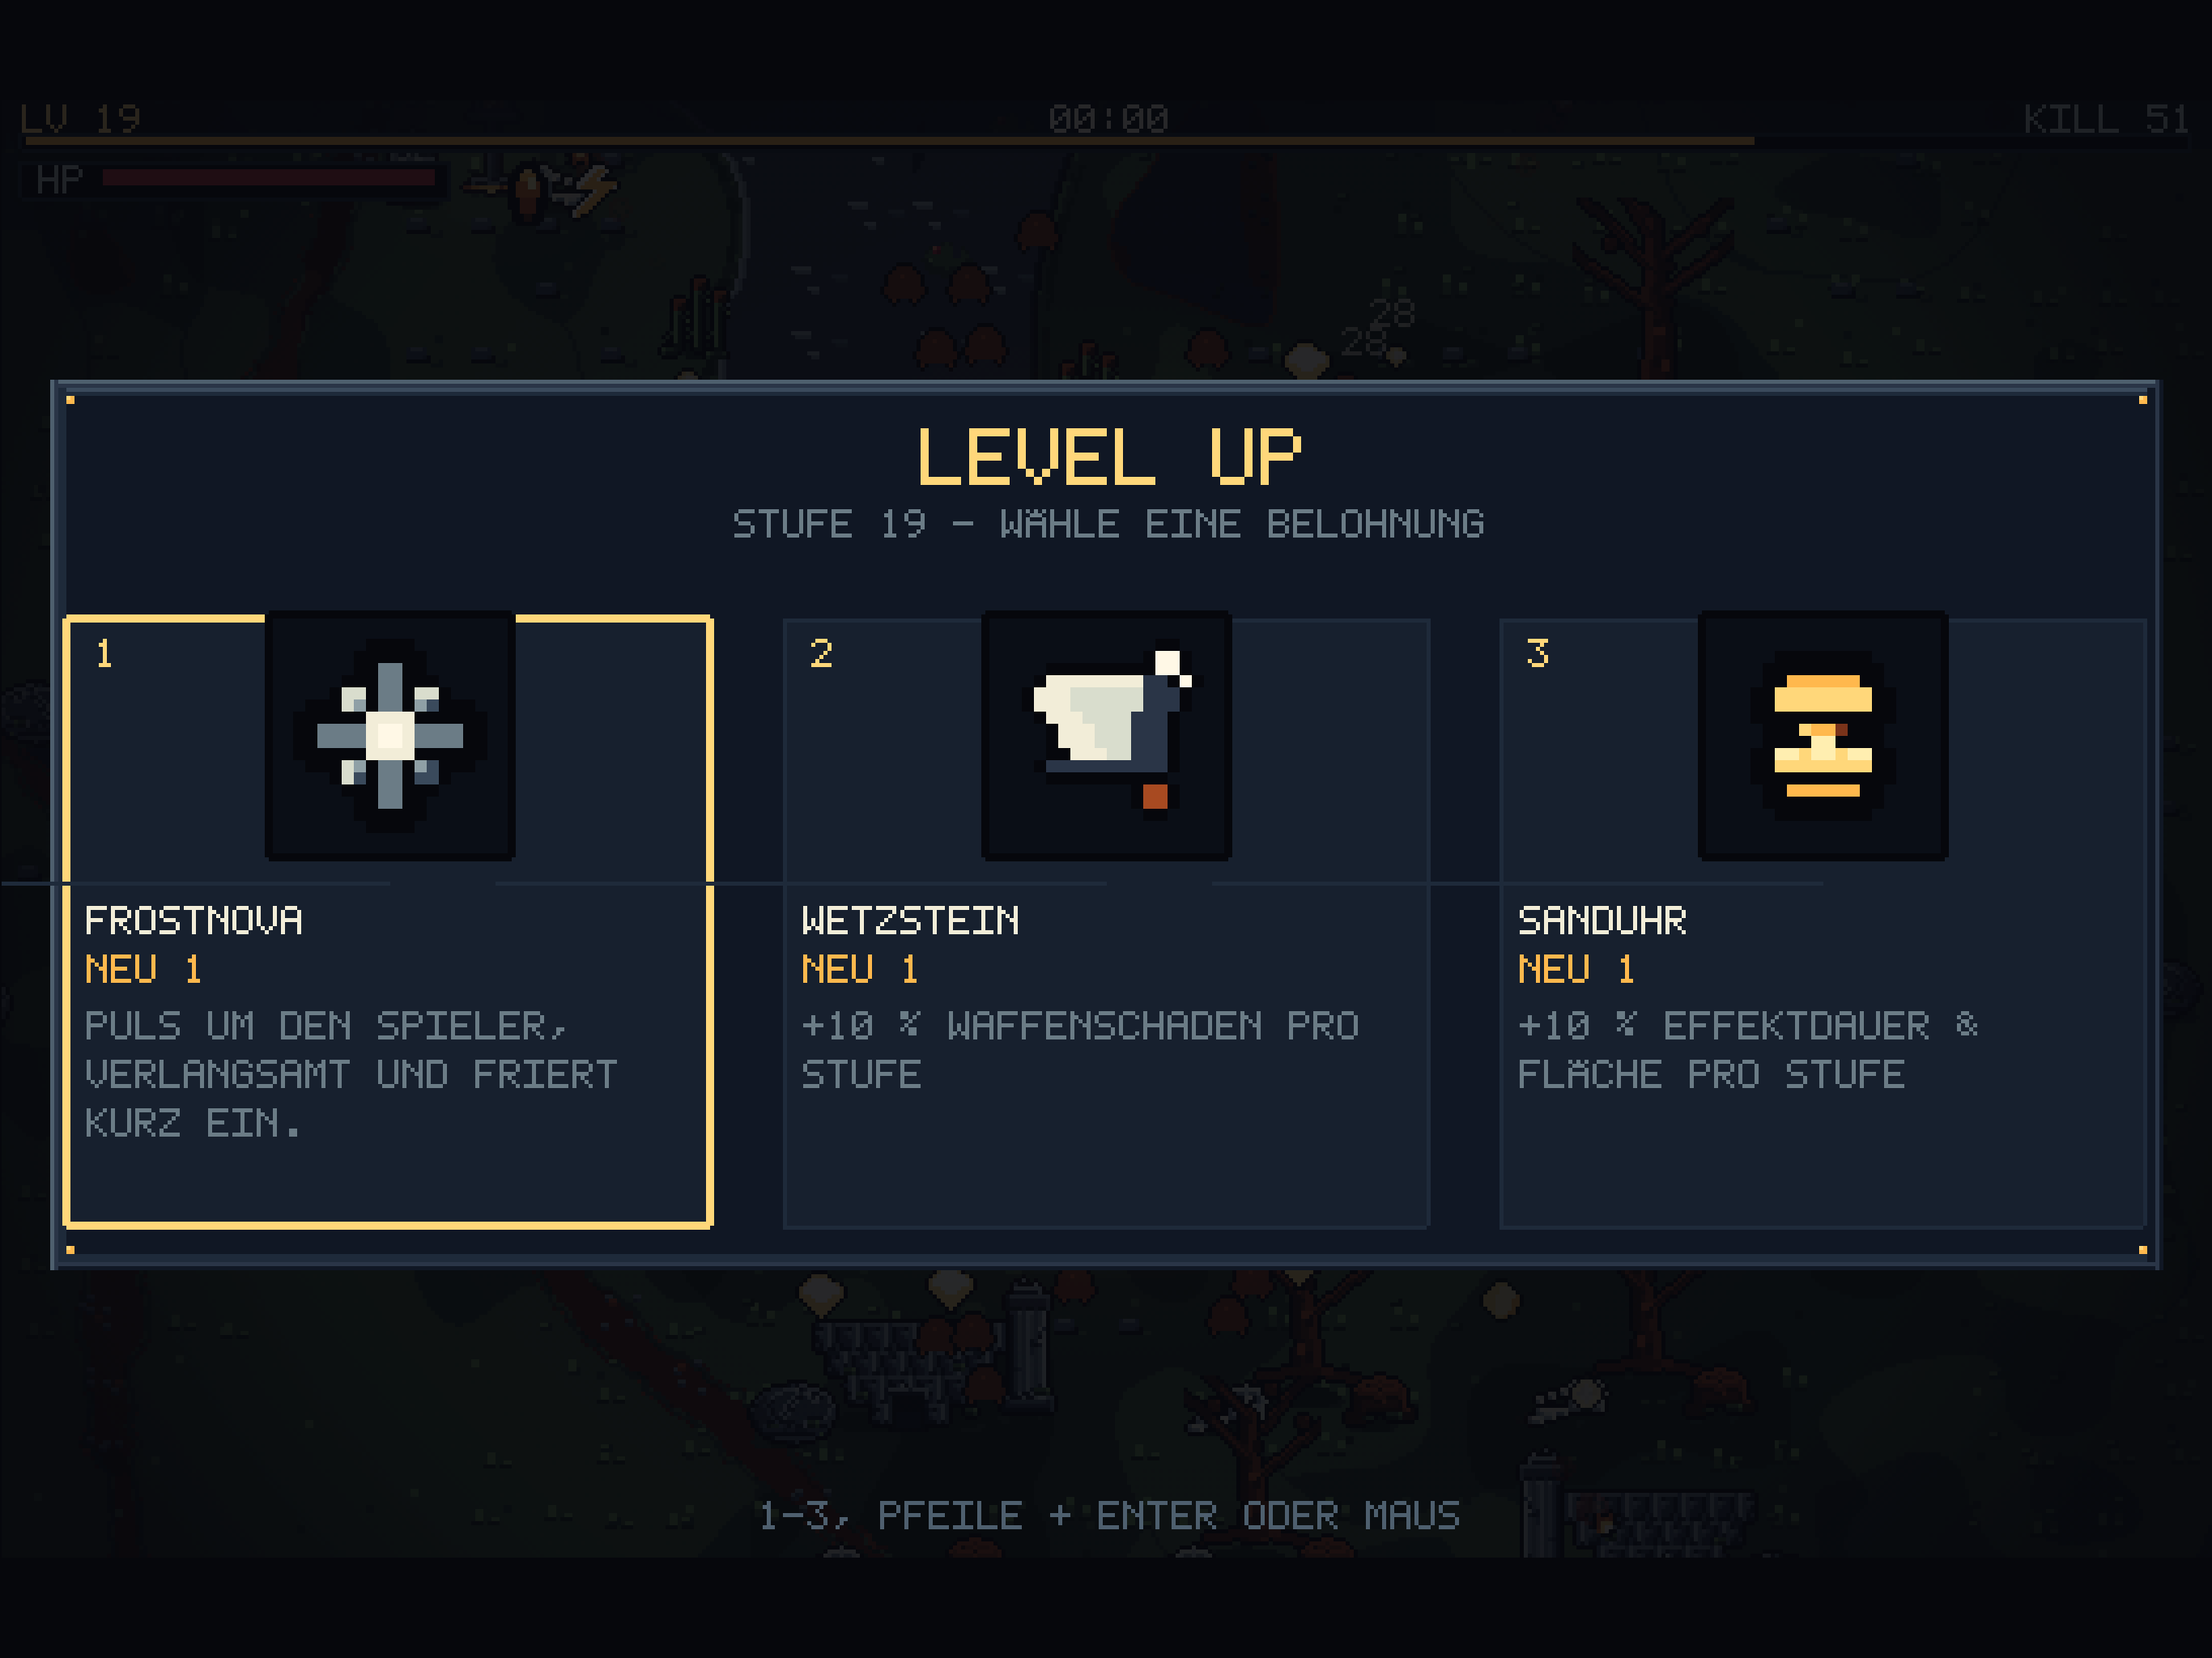 LV 19
00:00
KILL 51
HP
28
28
LEVEL UP
STUFE 19 - WÄHLE EINE BELOHNUNG
1
FROSTNOVA
NEU 1
PULS UM DEN SPIELER,
VERLANGSAMT UND FRIERT
KURZ EIN.
2
WETZSTEIN
NEU 1
+10 % WAFFENSCHADEN PRO
STUFE
3
SANDUHR
NEU 1
+10 % EFFEKTDAUER &
FLÄCHE PRO STUFE
1-3, PFEILE + ENTER ODER MAUS